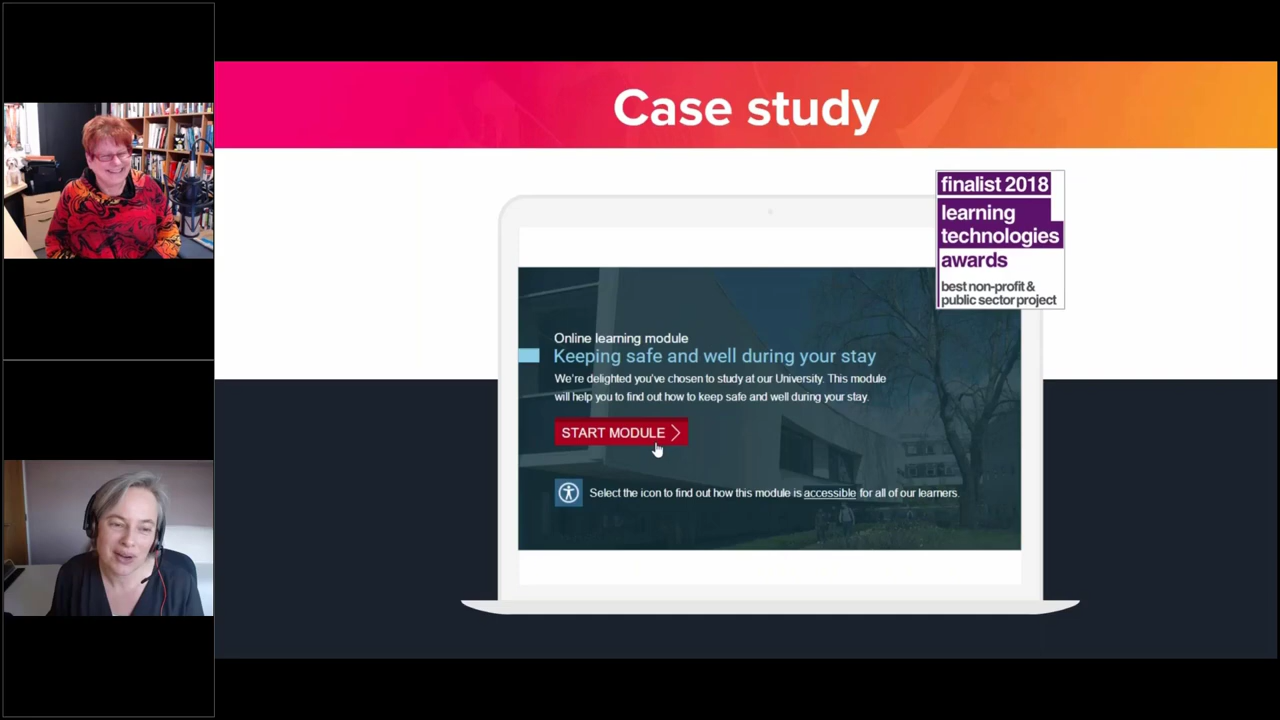 Case study
finalist 2018
learning
technologies
awards
best non-profit &
public sector project
Online learning module
Keeping safe and well during your stay
We're delighted you've chosen to study at our University. This module
will help you to find out how to keep safe and well during your stay.
START MODULE
Select the icon to find out how this module is accessible for all of our learners.